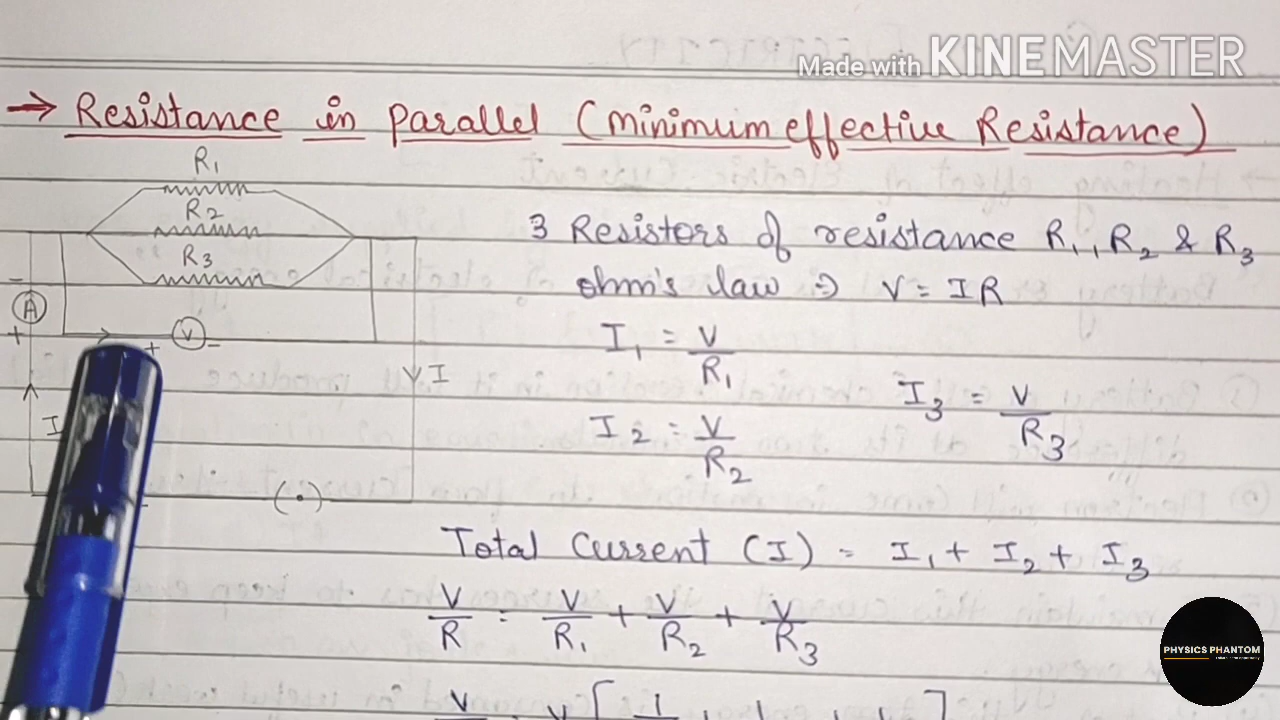 Made with KINEMASTER
→ Resistance in parallel (minimum effective Resistance)
R1
R2
R3
3 Resistors of resistance R1, R2 & R3
ohm's law ⇒ V = IR
- A +
+ V -
I1 = V/R1
I
I3 = V/R3
I
I2 = V/R2
(•)
Total Current (I) = I1 + I2 + I3
V/R = V/R1 + V/R2 + V/R3
PHYSICS PHANTOM